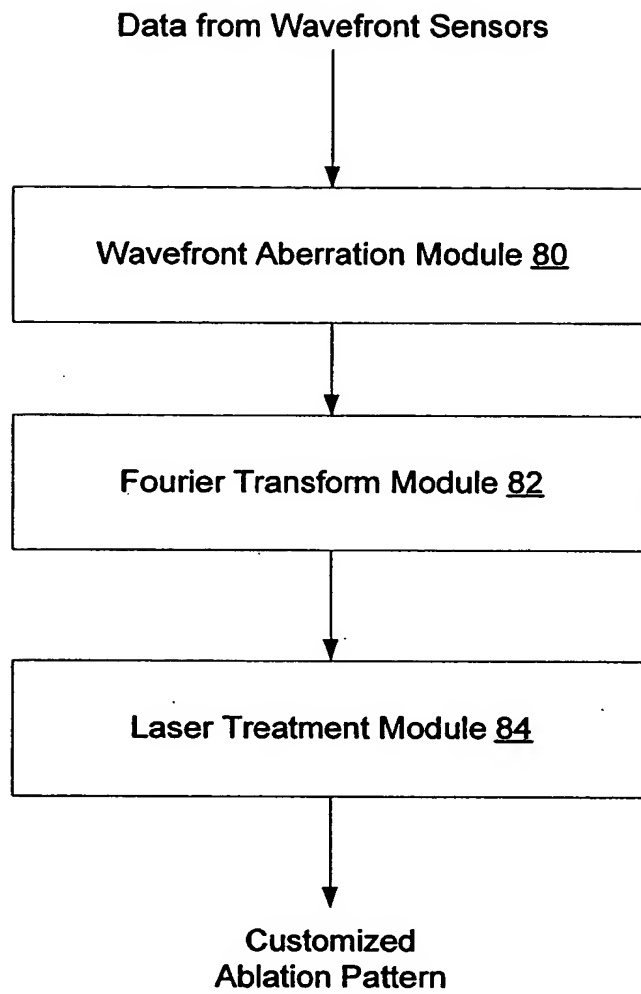 Data from Wavefront Sensors
Wavefront Aberration Module 80
Fourier Transform Module 82
Laser Treatment Module 84
Customized
Ablation Pattern